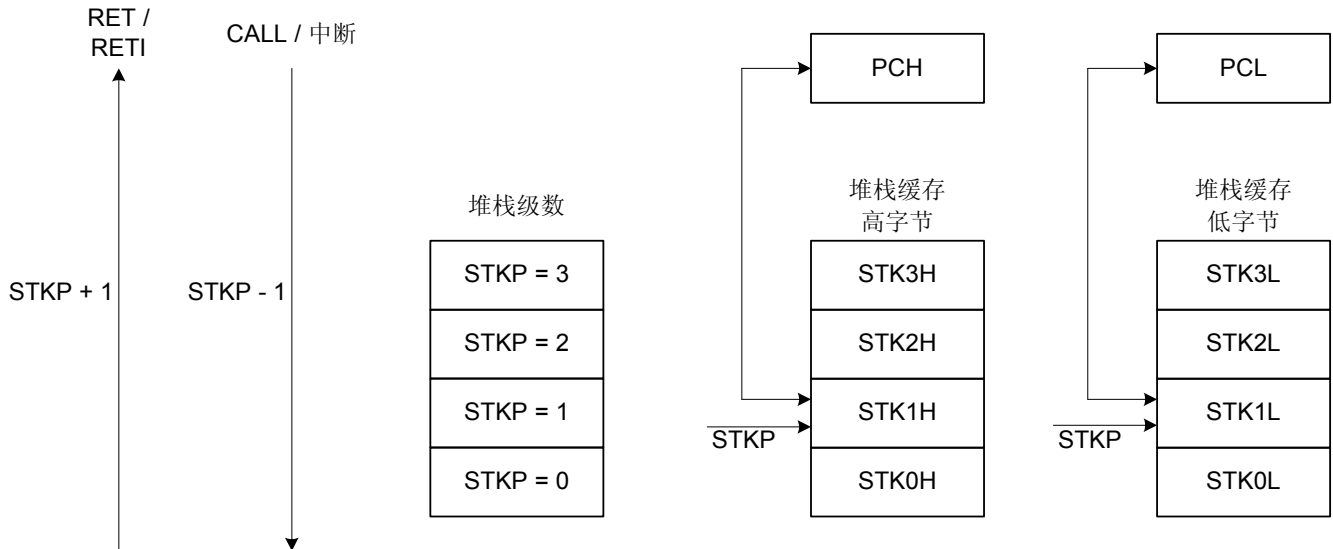 RET /
RETI
CALL / 中断
PCH
PCL
堆栈级数
堆栈缓存
高字节
堆栈缓存
低字节
STKP + 1
STKP - 1
STKP = 3
STK3H
STK3L
STKP = 2
STK2H
STK2L
STKP = 1
STK1H
STK1L
STKP
STKP
STKP = 0
STK0H
STK0L